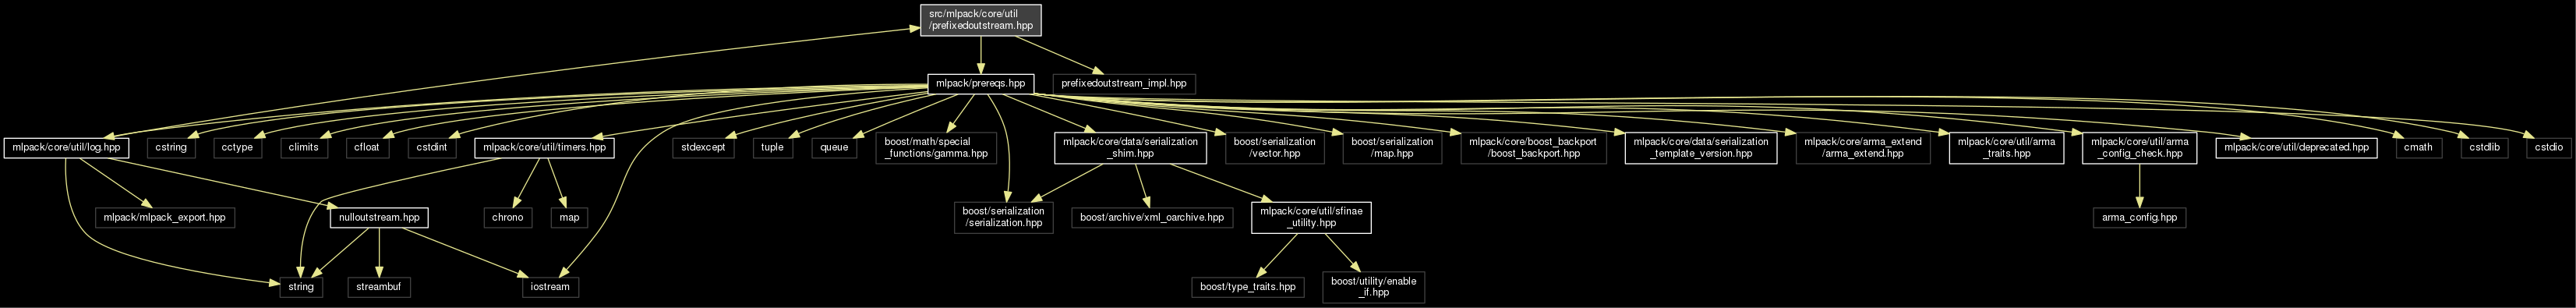 src/mlpack/core/util
/prefixedoutstream.hpp
mlpack/prereqs.hpp
prefixedoutstream_impl.hpp
mlpack/core/util/log.hpp
cstring
cctype
climits
cfloat
cstdint
mlpack/core/util/timers.hpp
stdexcept
tuple
queue
boost/math/special
_functions/gamma.hpp
mlpack/core/data/serialization
_shim.hpp
boost/serialization
/vector.hpp
boost/serialization
/map.hpp
mlpack/core/boost_backport
/boost_backport.hpp
mlpack/core/data/serialization
_template_version.hpp
mlpack/core/arma_extend
/arma_extend.hpp
mlpack/core/util/arma
_traits.hpp
mlpack/core/util/arma
_config_check.hpp
mlpack/core/util/deprecated.hpp
cmath
cstdlib
cstdio
mlpack/mlpack_export.hpp
nulloutstream.hpp
chrono
map
boost/serialization
/serialization.hpp
boost/archive/xml_oarchive.hpp
mlpack/core/util/sfinae
_utility.hpp
arma_config.hpp
string
streambuf
iostream
boost/type_traits.hpp
boost/utility/enable
_if.hpp